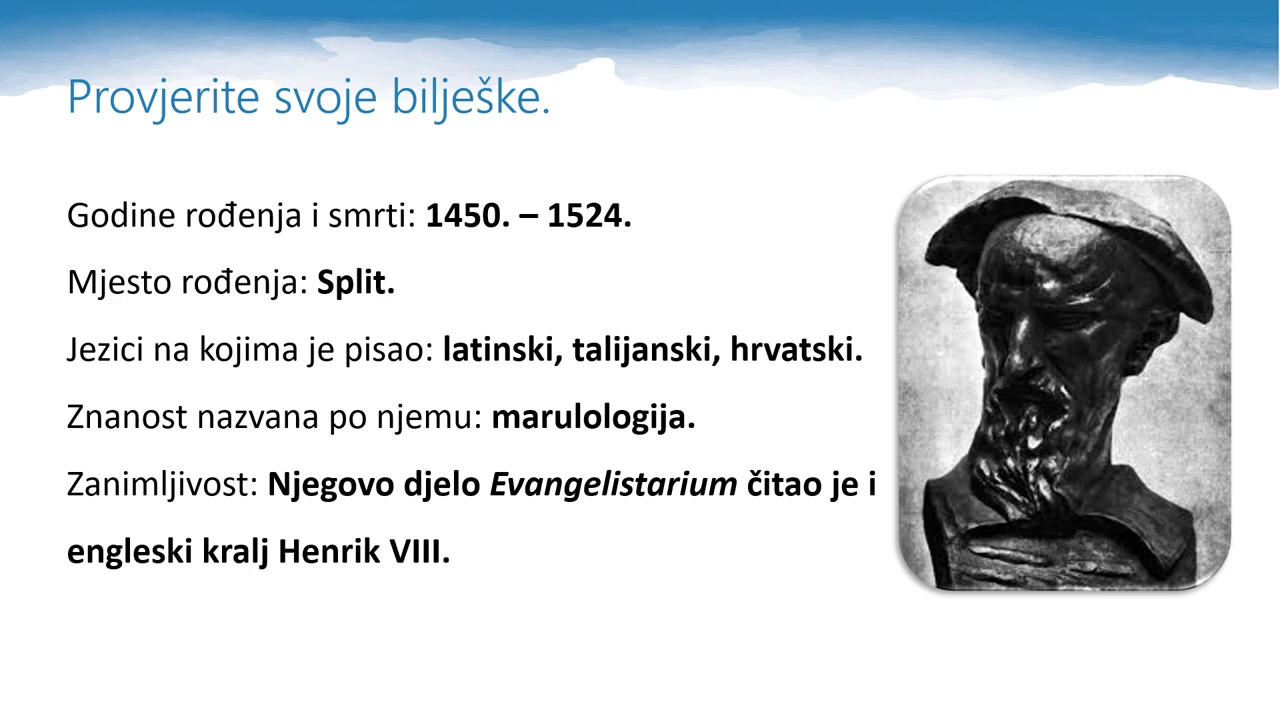 Provjerite svoje bilješke.
Godine rođenja i smrti: 1450. – 1524.
Mjesto rođenja: Split.
Jezici na kojima je pisao: latinski, talijanski, hrvatski.
Znanost nazvana po njemu: marulologija.
Zanimljivost: Njegovo djelo Evangelistarium čitao je i
engleski kralj Henrik VIII.